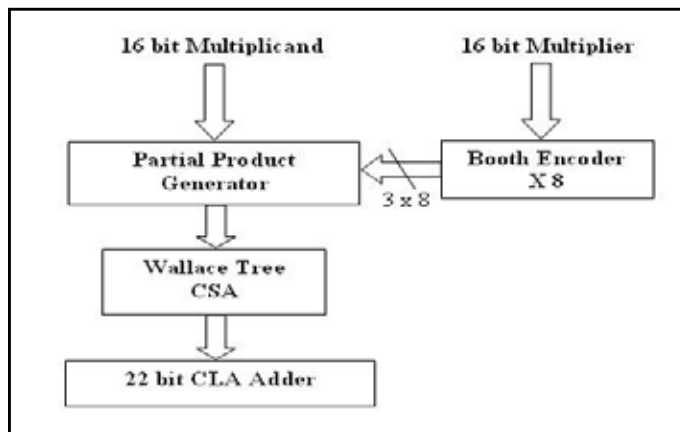 16 bit Multiplicand
16 bit Multiplier
Partial Product
Generator
Booth Encoder
X 8
3 x 8
Wallace Tree
CSA
22 bit CLA Adder